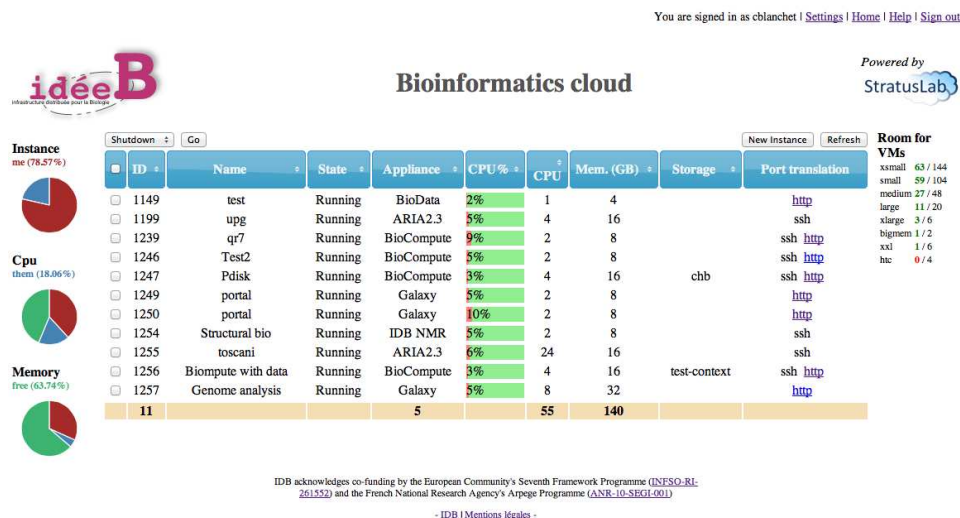 You are signed in as cblanchet | Settings | Home | Help | Sign out
idéeB
infrastructure distribuée pour la Biologie
Bioinformatics cloud
Powered by
StratusLab
Instance
me (78.57%)
Cpu
them (18.06%)
Memory
free (63.74%)
Shutdown Go New Instance Refresh
ID Name State Appliance CPU% CPU Mem. (GB) Storage Port translation
1149 test Running BioData 2% 1 4 http
1199 upg Running ARIA2.3 5% 4 16 ssh
1239 qr7 Running BioCompute 9% 2 8 ssh http
1246 Test2 Running BioCompute 5% 2 8 ssh http
1247 Pdisk Running BioCompute 3% 4 16 chb ssh http
1249 portal Running Galaxy 5% 2 8 http
1250 portal Running Galaxy 10% 2 8 http
1254 Structural bio Running IDB NMR 5% 2 8 ssh
1255 toscani Running ARIA2.3 6% 24 16 ssh
1256 Biompute with data Running BioCompute 3% 4 16 test-context ssh http
1257 Genome analysis Running Galaxy 5% 8 32 http
11 5 55 140
Room for
VMs
xsmall 63 / 144
small 59 / 104
medium 27 / 48
large 11 / 20
xlarge 3 / 6
bigmem 1 / 2
xxl 1 / 6
htc 0 / 4
IDB acknowledges co-funding by the European Community's Seventh Framework Programme (INFSO-RI-
261552) and the French National Research Agency's Arpege Programme (ANR-10-SEGI-001)
- IDB | Mentions légales -